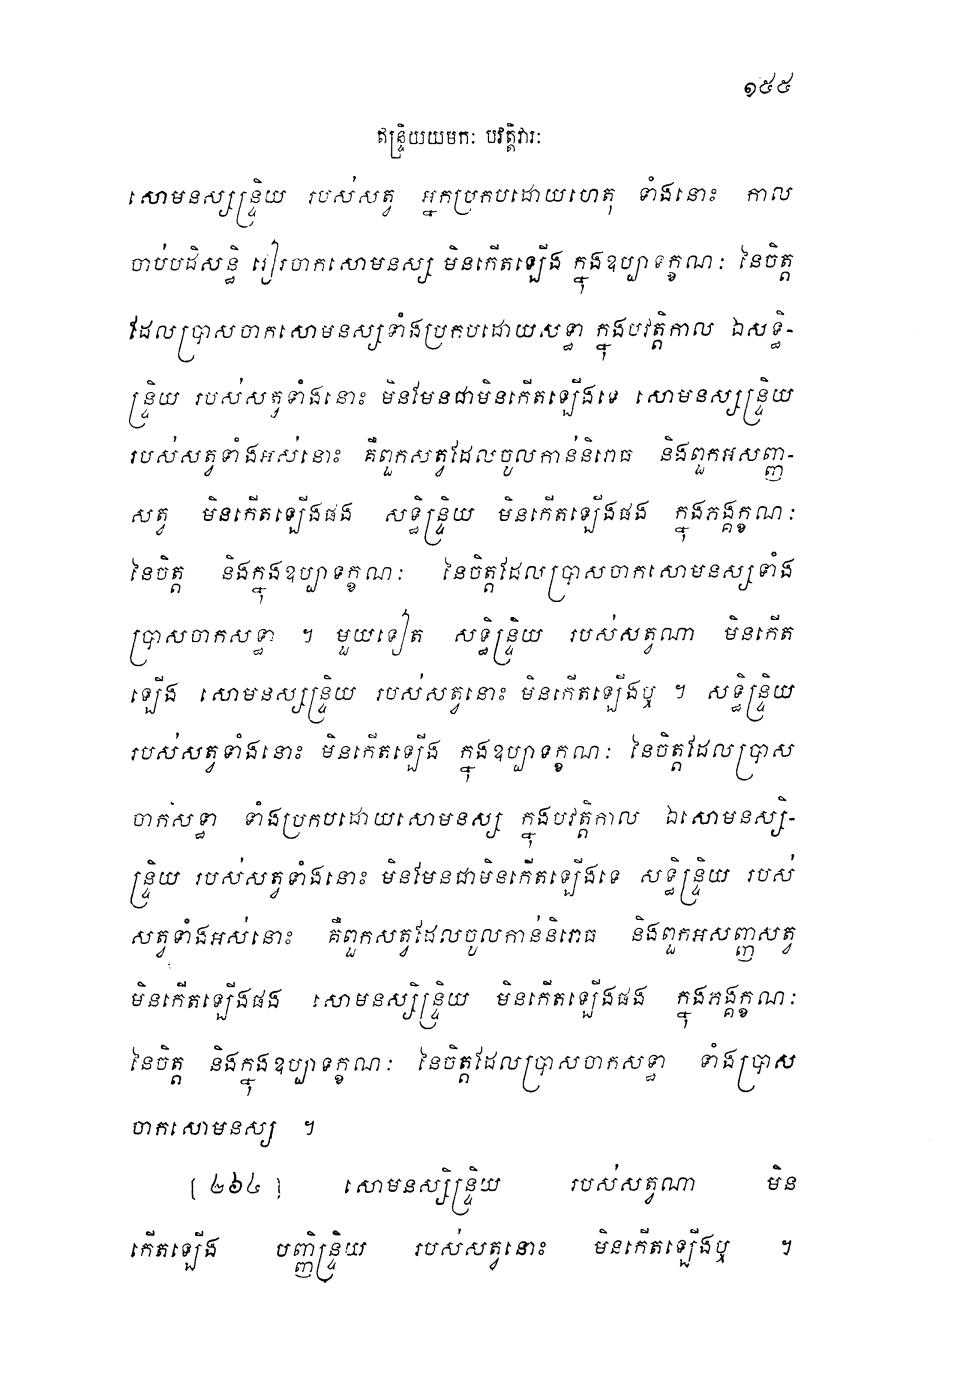 ១៥៥
ឥន្ទ្រិយយមកៈ បវត្តិវារៈ
សោមនស្សន្ទ្រិយ របស់សត្វ អ្នកប្រកបដោយហេតុ ទាំងនោះ កាល
ចាប់បដិសន្ធិ វៀរចាកសោមនស្ស មិនកើតឡើង ក្នុងឧប្បាទក្ខណៈ នៃចិត្ត
ដែលប្រាសចាកសោមនស្សទាំងប្រកបដោយសទ្ធា ក្នុងបវត្តិកាល ឯសទ្ធិ-
ន្ទ្រិយ របស់សត្វទាំងនោះ មិនមែនជាមិនកើតឡើងទេ សោមនស្សន្ទ្រិយ
របស់សត្វទាំងអស់នោះ គឺពួកសត្វដែលចូលកាន់និរោធ និងពួកអសញ្ញ-
សត្វ មិនកើតឡើងផង សទ្ធិន្ទ្រិយ មិនកើតឡើងផង ក្នុងភង្គក្ខណៈ
នៃចិត្ត និងក្នុងឧប្បាទក្ខណៈ នៃចិត្តដែលប្រាសចាកសោមនស្សទាំង
ប្រាសចាកសទ្ធា ។ មួយទៀត សទ្ធិន្ទ្រិយ របស់សត្វណា មិនកើត
ឡើង សោមនស្សន្ទ្រិយ របស់សត្វនោះ មិនកើតឡើងឬ ។ សទ្ធិន្ទ្រិយ
របស់សត្វទាំងនោះ មិនកើតឡើង ក្នុងឧប្បាទក្ខណៈ នៃចិត្តដែលប្រាស
ចាកសទ្ធា ទាំងប្រកបដោយសោមនស្ស ក្នុងបវត្តិកាល ឯសោមនស្សិ-
ន្ទ្រិយ របស់សត្វទាំងនោះ មិនមែនជាមិនកើតឡើងទេ សទ្ធិន្ទ្រិយ របស់
សត្វទាំងអស់នោះ គឺពួកសត្វដែលចូលកាន់និរោធ និងពួកអសញ្ញសត្វ
មិនកើតឡើងផង សោមនស្សិន្ទ្រិយ មិនកើតឡើងផង ក្នុងភង្គក្ខណៈ
នៃចិត្ត និងក្នុងឧប្បាទក្ខណៈ នៃចិត្តដែលប្រាសចាកសទ្ធា ទាំងប្រាស
ចាកសោមនស្ស ។
[ ៤៦៤ ] សោមនស្សិន្ទ្រិយ របស់សត្វណា មិន
កើតឡើង បញ្ញិន្ទ្រិយ របស់សត្វនោះ មិនកើតឡើងឬ ។